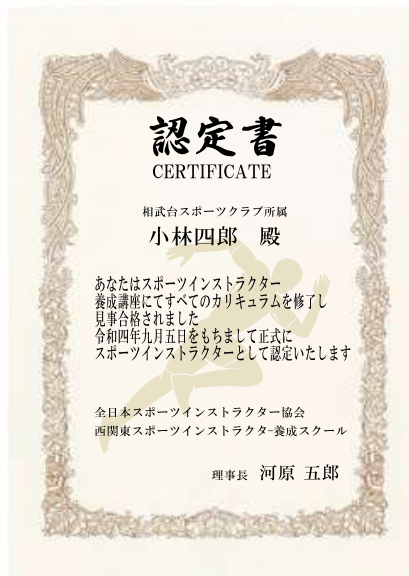 認定書
CERTIFICATE
相武台スポーツクラブ所属
小林四郎　殿
あなたはスポーツインストラクター
養成講座にてすべてのカリキュラムを修了し
見事合格されました
令和四年九月五日をもちまして正式に
スポーツインストラクターとして認定いたします
全日本スポーツインストラクター協会
西関東スポーツインストラクタ-養成スクール
理事長　河原 五郎